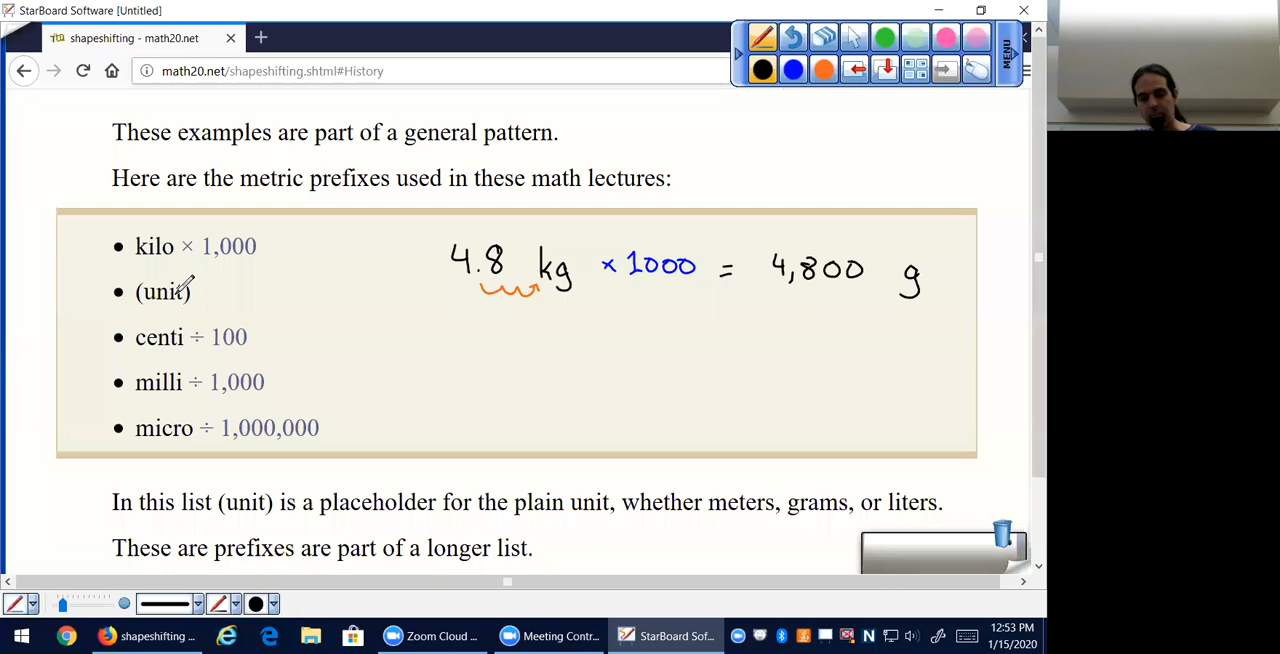 StarBoard Software [Untitled]
shapeshifting - math20.net
math20.net/shapeshifting.shtml#History
MENU
These examples are part of a general pattern.
Here are the metric prefixes used in these math lectures:
• kilo × 1,000
4.8 kg × 1000 = 4,800 g
• (unit)
• centi ÷ 100
• milli ÷ 1,000
• micro ÷ 1,000,000
In this list (unit) is a placeholder for the plain unit, whether meters, grams, or liters.
These are prefixes are part of a longer list.
shapeshifting ...
Zoom Cloud ...
Meeting Contr...
StarBoard Sof...
12:53 PM
1/15/2020